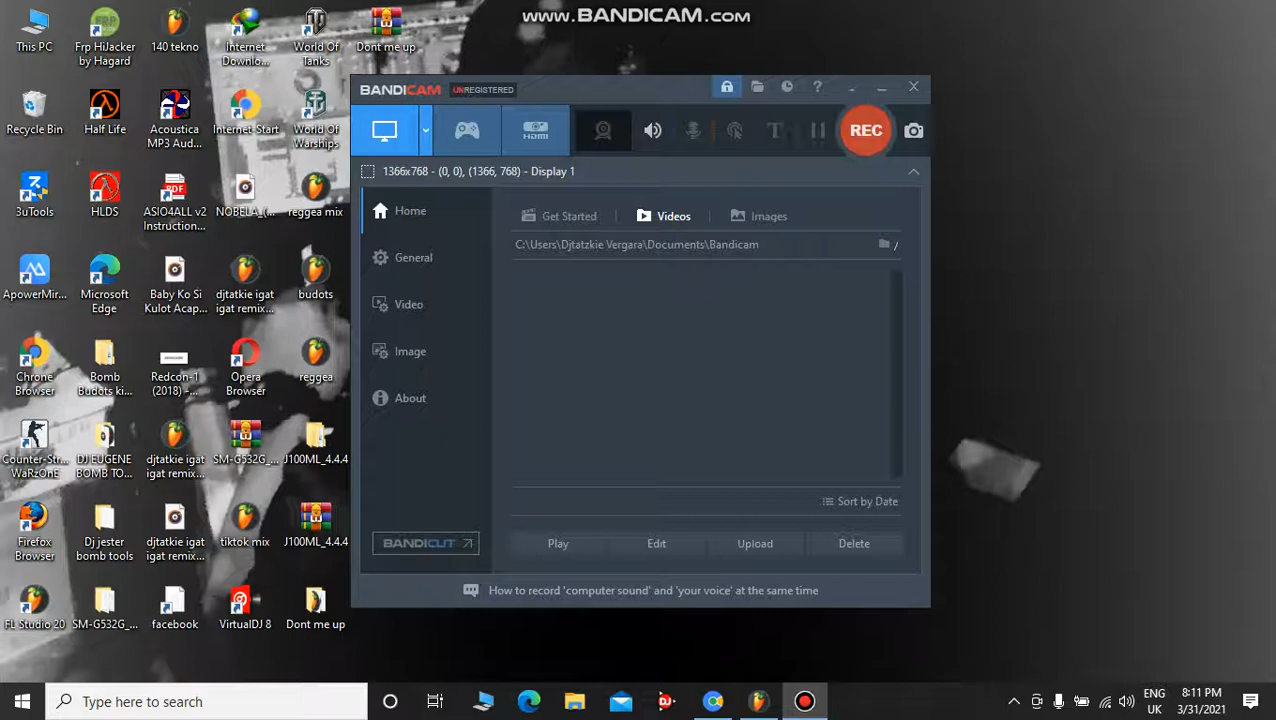 www.BANDICAM.com
This PC
Frp HiJacker
by Hagard
140 tekno
Internet
Downlo...
World Of
Tanks
Dont me up
Recycle Bin
Half Life
Acoustica
MP3 Aud...
Internet-Start
World Of
Warships
3uTools
HLDS
PDF
ASIO4ALL v2
Instruction...
NOBELA_(...
reggea mix
ApowerMir...
Microsoft
Edge
Baby Ko Si
Kulot Acap...
djtatkie igat
igat remix...
budots
Chrome
Browser
Bomb
Budots ki...
Redcon-1
(2018) -...
Opera
Browser
reggea
Counter-Str...
WaRzOnE
DJ EUGENE
BOMB TO...
djtatkie igat
igat remix...
SM-G532G_...
J100ML_4.4.4
Firefox
Browser
Dj jester
bomb tools
djtatkie igat
igat remix...
tiktok mix
J100ML_4.4.4
FL Studio 20
SM-G532G_...
facebook
VirtualDJ 8
Dont me up
BANDICAM UNREGISTERED
?
HDMI
T
REC
1366x768 - (0, 0), (1366, 768) - Display 1
Home
General
Video
Image
About
BANDICUT
Get Started
Videos
Images
C:\Users\Djtatzkie Vergara\Documents\Bandicam
/
Sort by Date
Play
Edit
Upload
Delete
How to record 'computer sound' and 'your voice' at the same time
Type here to search
ENG
UK
8:11 PM
3/31/2021